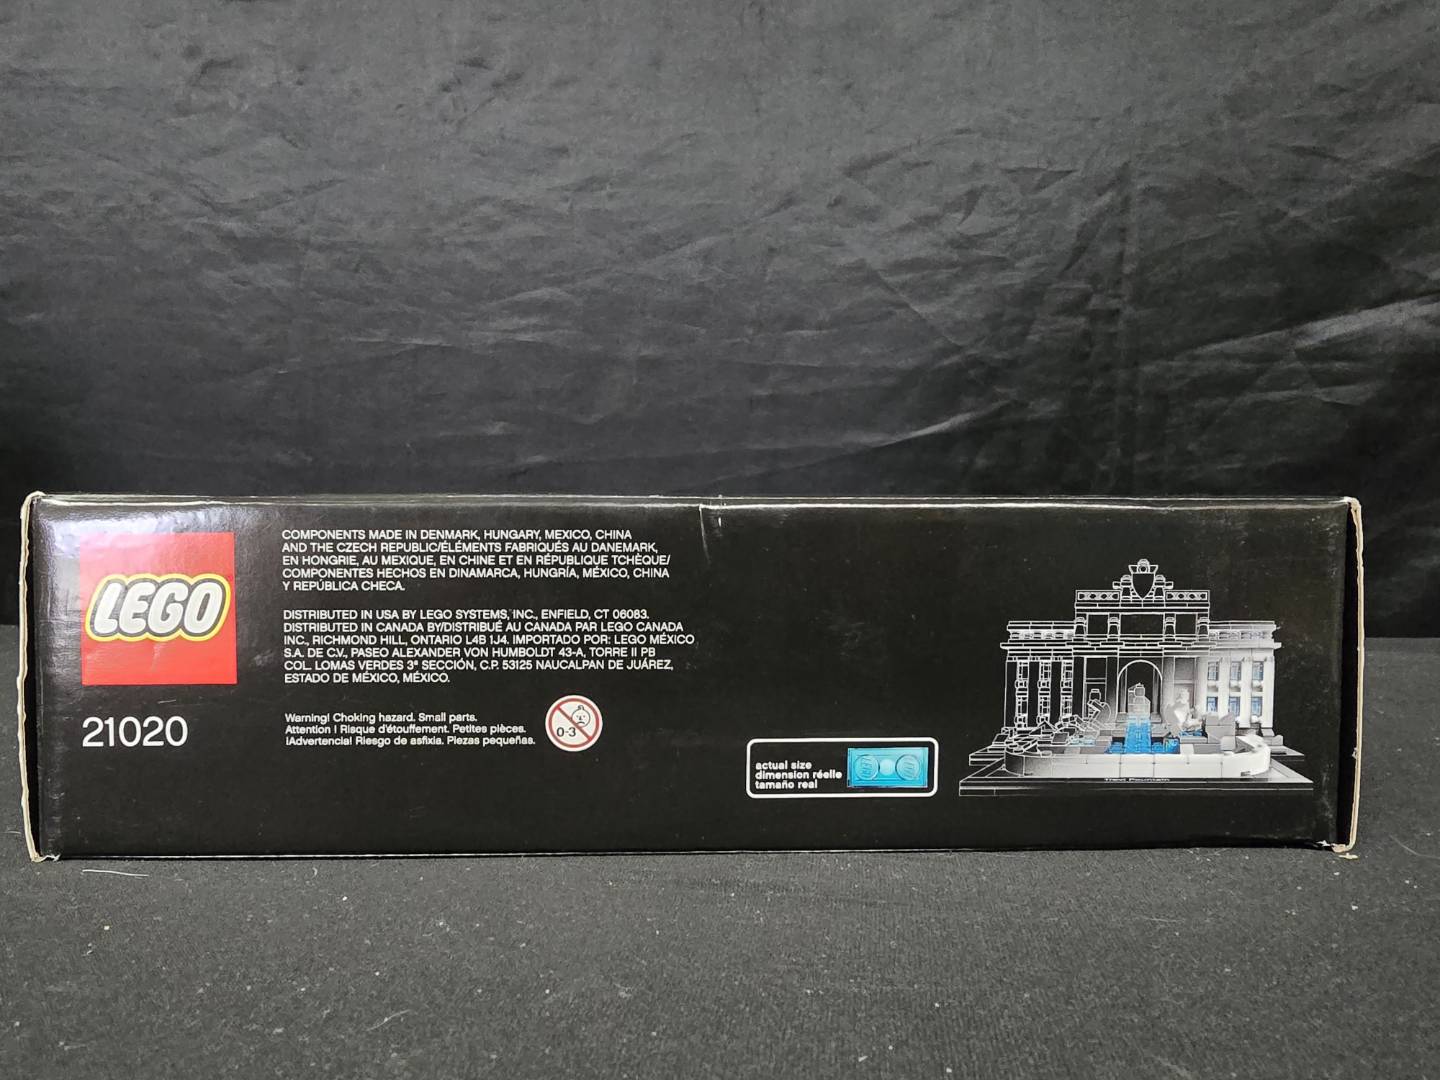 LEGO
21020
COMPONENTS MADE IN DENMARK, HUNGARY, MEXICO, CHINA
AND THE CZECH REPUBLIC/ÉLÉMENTS FABRIQUÉS AU DANEMARK,
EN HONGRIE, AU MEXIQUE, EN CHINE ET EN RÉPUBLIQUE TCHÈQUE/
COMPONENTES HECHOS EN DINAMARCA, HUNGRÍA, MÉXICO, CHINA
Y REPÚBLICA CHECA.
DISTRIBUTED IN USA BY LEGO SYSTEMS, INC., ENFIELD, CT 06083.
DISTRIBUTED IN CANADA BY/DISTRIBUÉ AU CANADA PAR LEGO CANADA
INC., RICHMOND HILL, ONTARIO L4B 1J4. IMPORTADO POR: LEGO MÉXICO
S.A. DE C.V., PASEO ALEXANDER VON HUMBOLDT 43-A, TORRE II PB
COL. LOMAS VERDES 3ª SECCIÓN, C.P. 53125 NAUCALPAN DE JUÁREZ,
ESTADO DE MÉXICO, MÉXICO.
Warning! Choking hazard. Small parts.
Attention ! Risque d'étouffement. Petites pièces.
¡Advertencia! Riesgo de asfixia. Piezas pequeñas.
0-3
actual size
dimension réelle
tamaño real
LEGO LEGO
Trevi Fountain